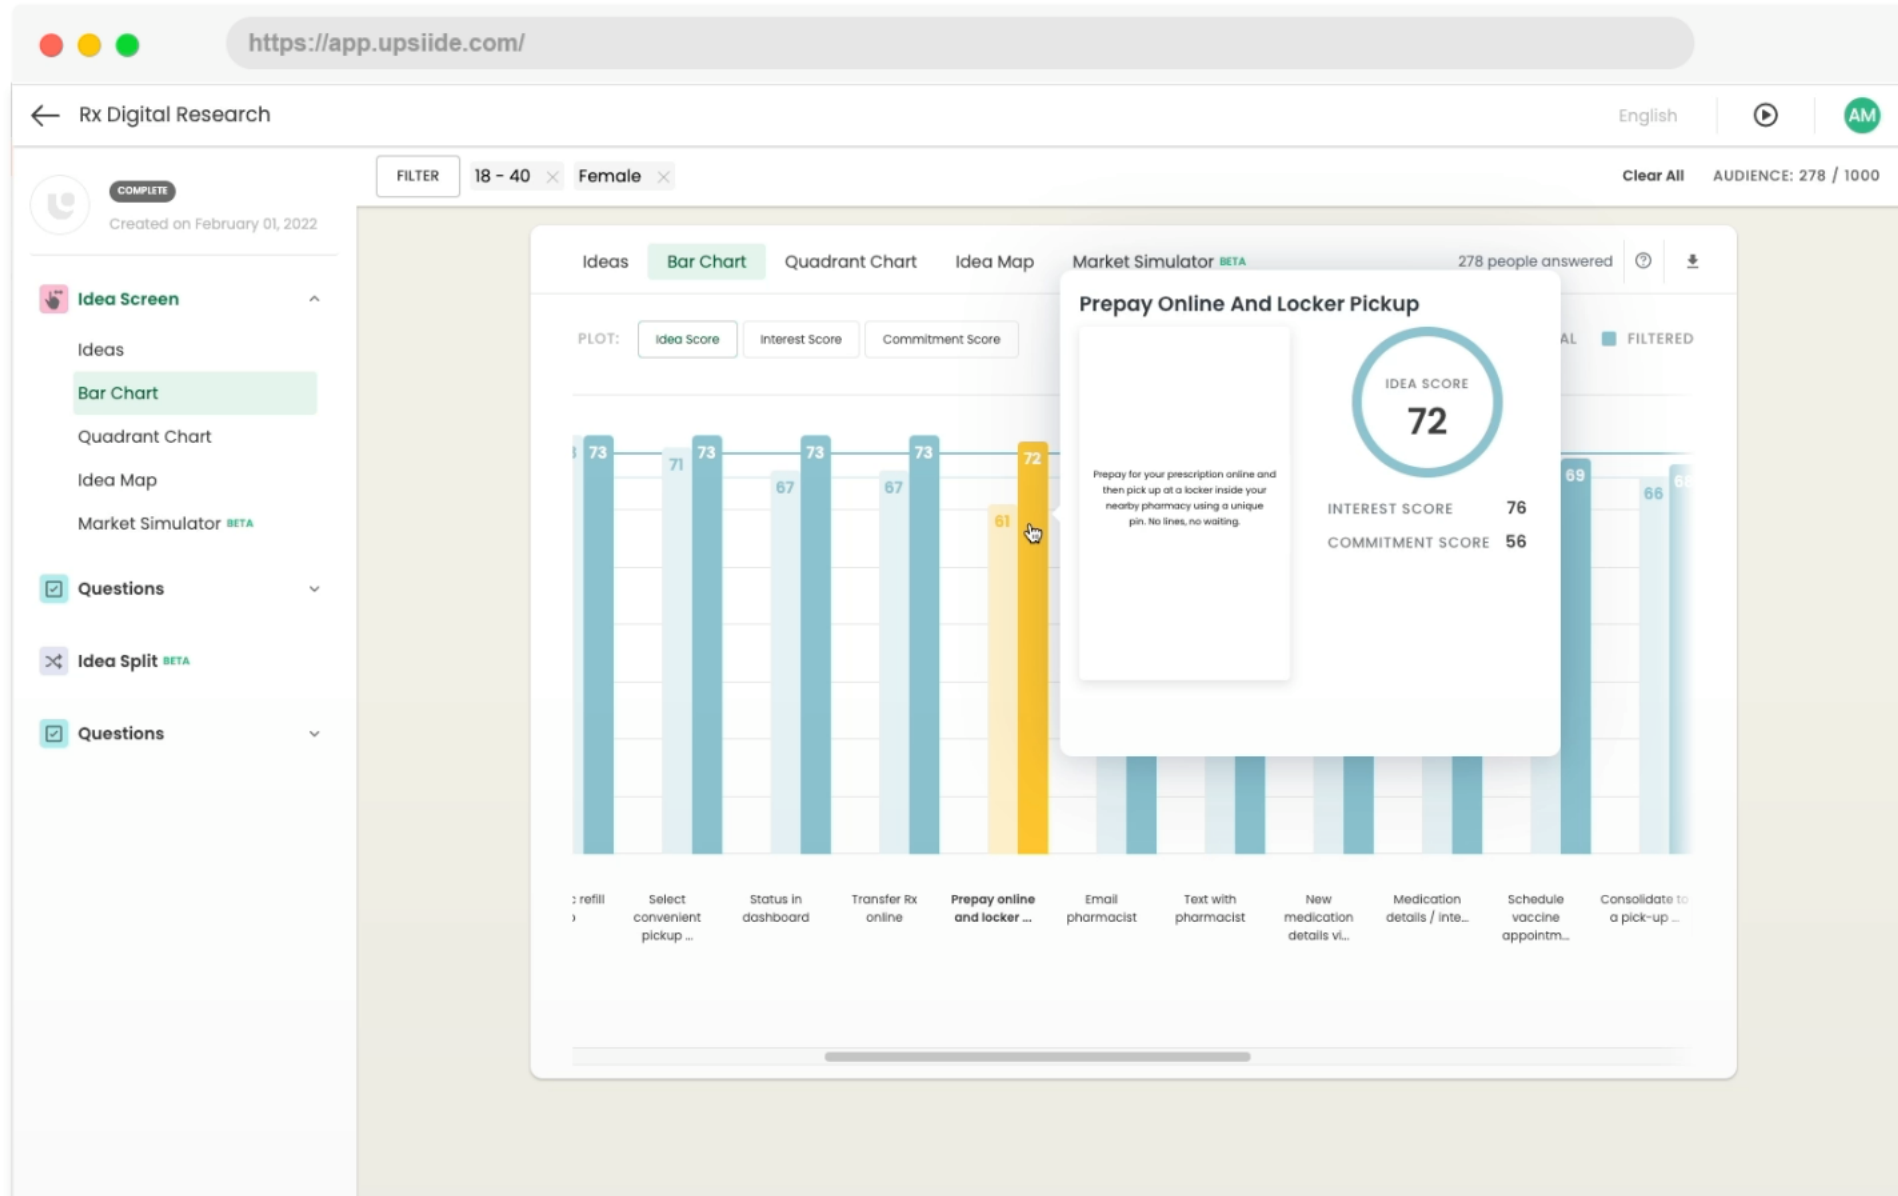 https://app.upsiide.com/
Rx Digital Research
English
AM
COMPLETE
Created on February 01, 2022
FILTER
18 - 40
Female
Clear All
AUDIENCE: 278 / 1000
Idea Screen
Ideas
Bar Chart
Quadrant Chart
Idea Map
Market Simulator BETA
Questions
Idea Split BETA
Questions
Ideas
Bar Chart
Quadrant Chart
Idea Map
Market Simulator BETA
278 people answered
PLOT:
Idea Score
Interest Score
Commitment Score
AL
FILTERED
Prepay Online And Locker Pickup
Prepay for your prescription online and
then pick up at a locker inside your
nearby pharmacy using a unique
pin. No lines, no waiting.
IDEA SCORE
72
INTEREST SCORE 76
COMMITMENT SCORE 56
73
71
73
67
73
67
73
61
72
69
66
c refill
Select
convenient
pickup ...
Status in
dashboard
Transfer Rx
online
Prepay online
and locker ...
Email
pharmacist
Text with
pharmacist
New
medication
details vi...
Medication
details / inte...
Schedule
vaccine
appointm...
Consolidate to
a pick-up ...